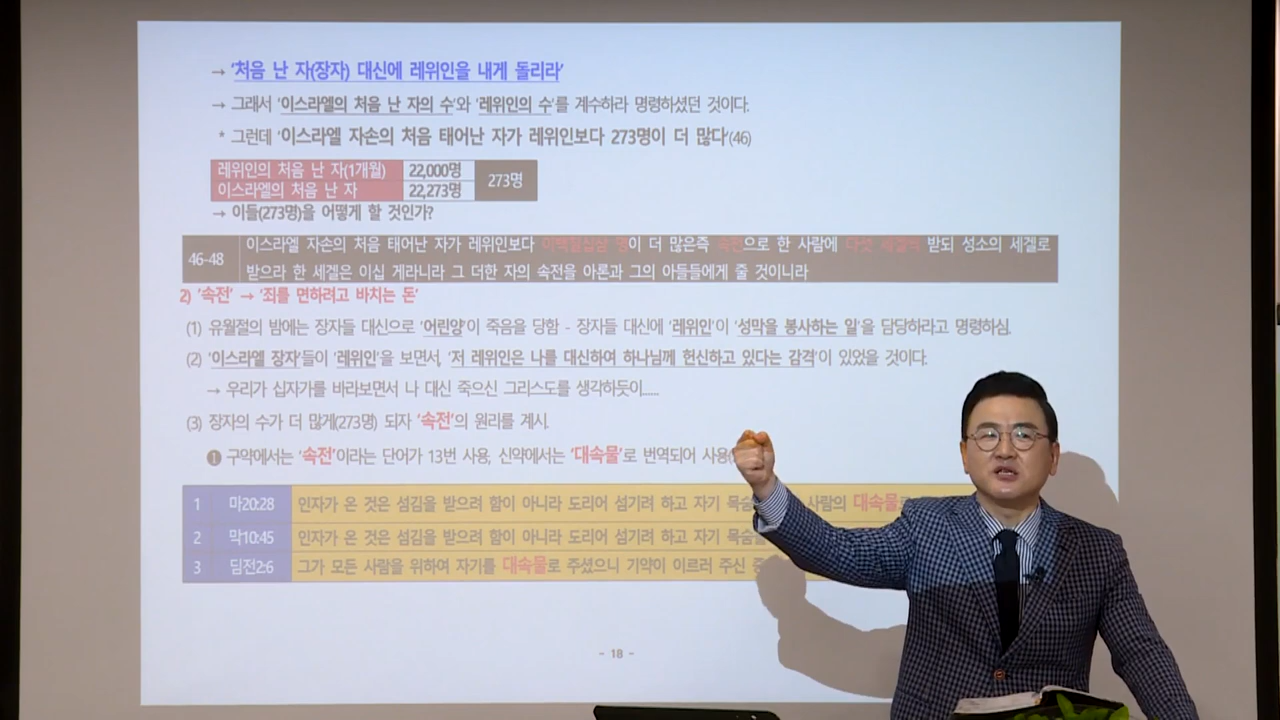 → '처음 난 자(장자) 대신에 레위인을 내게 돌리라'
→ 그래서 '이스라엘의 처음 난 자의 수'와 '레위인의 수'를 계수하라 명령하셨던 것이다.
* 그런데 '이스라엘 자손의 처음 태어난 자가 레위인보다 273명이 더 많다'(46)
레위인의 처음 난 자(1개월) 22,000명 273명
이스라엘의 처음 난 자 22,273명
→ 이들(273명)을 어떻게 할 것인가?
46-48 이스라엘 자손의 처음 태어난 자가 레위인보다 이백칠십삼 명이 더 많은즉 속전으로 한 사람에 다섯 세겔씩 받되 성소의 세겔로
받으라 한 세겔은 이십 게라니라 그 더한 자의 속전을 아론과 그의 아들들에게 줄 것이니라
2) '속전' → '죄를 면하려고 바치는 돈'
(1) 유월절의 밤에는 장자들 대신으로 '어린양'이 죽음을 당함 - 장자들 대신에 '레위인'이 '성막을 봉사하는 일'을 담당하라고 명령하심.
(2) '이스라엘 장자'들이 '레위인'을 보면서, '저 레위인은 나를 대신하여 하나님께 헌신하고 있다는 감격'이 있었을 것이다.
→ 우리가 십자가를 바라보면서 나 대신 죽으신 그리스도를 생각하듯이......
(3) 장자의 수가 더 많게(273명) 되자 '속전'의 원리를 계시.
❶ 구약에서는 '속전'이라는 단어가 13번 사용, 신약에서는 '대속물'로 번역되어 사용
1 마20:28 인자가 온 것은 섬김을 받으려 함이 아니라 도리어 섬기려 하고 자기 목숨 사람의 대속물
2 막10:45 인자가 온 것은 섬김을 받으려 함이 아니라 도리어 섬기려 하고 자기 목숨을
3 딤전2:6 그가 모든 사람을 위하여 자기를 대속물로 주셨으니 기약이 이르러 주신
- 18 -